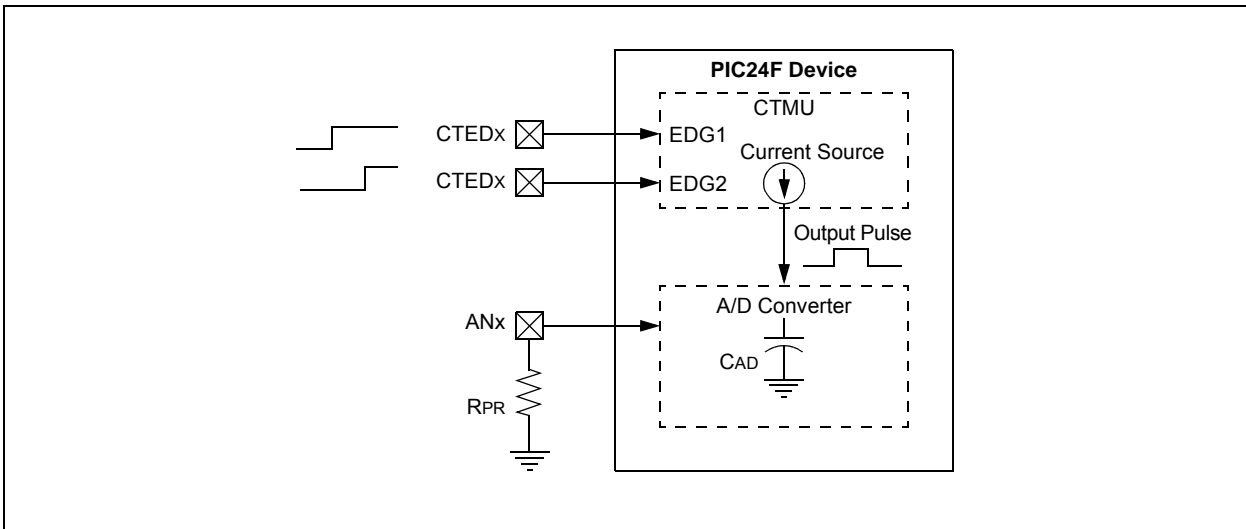 PIC24F Device
CTMU
CTEDX
EDG1
Current Source
CTEDX
EDG2
Output Pulse
A/D Converter
ANX
CAD
RPR